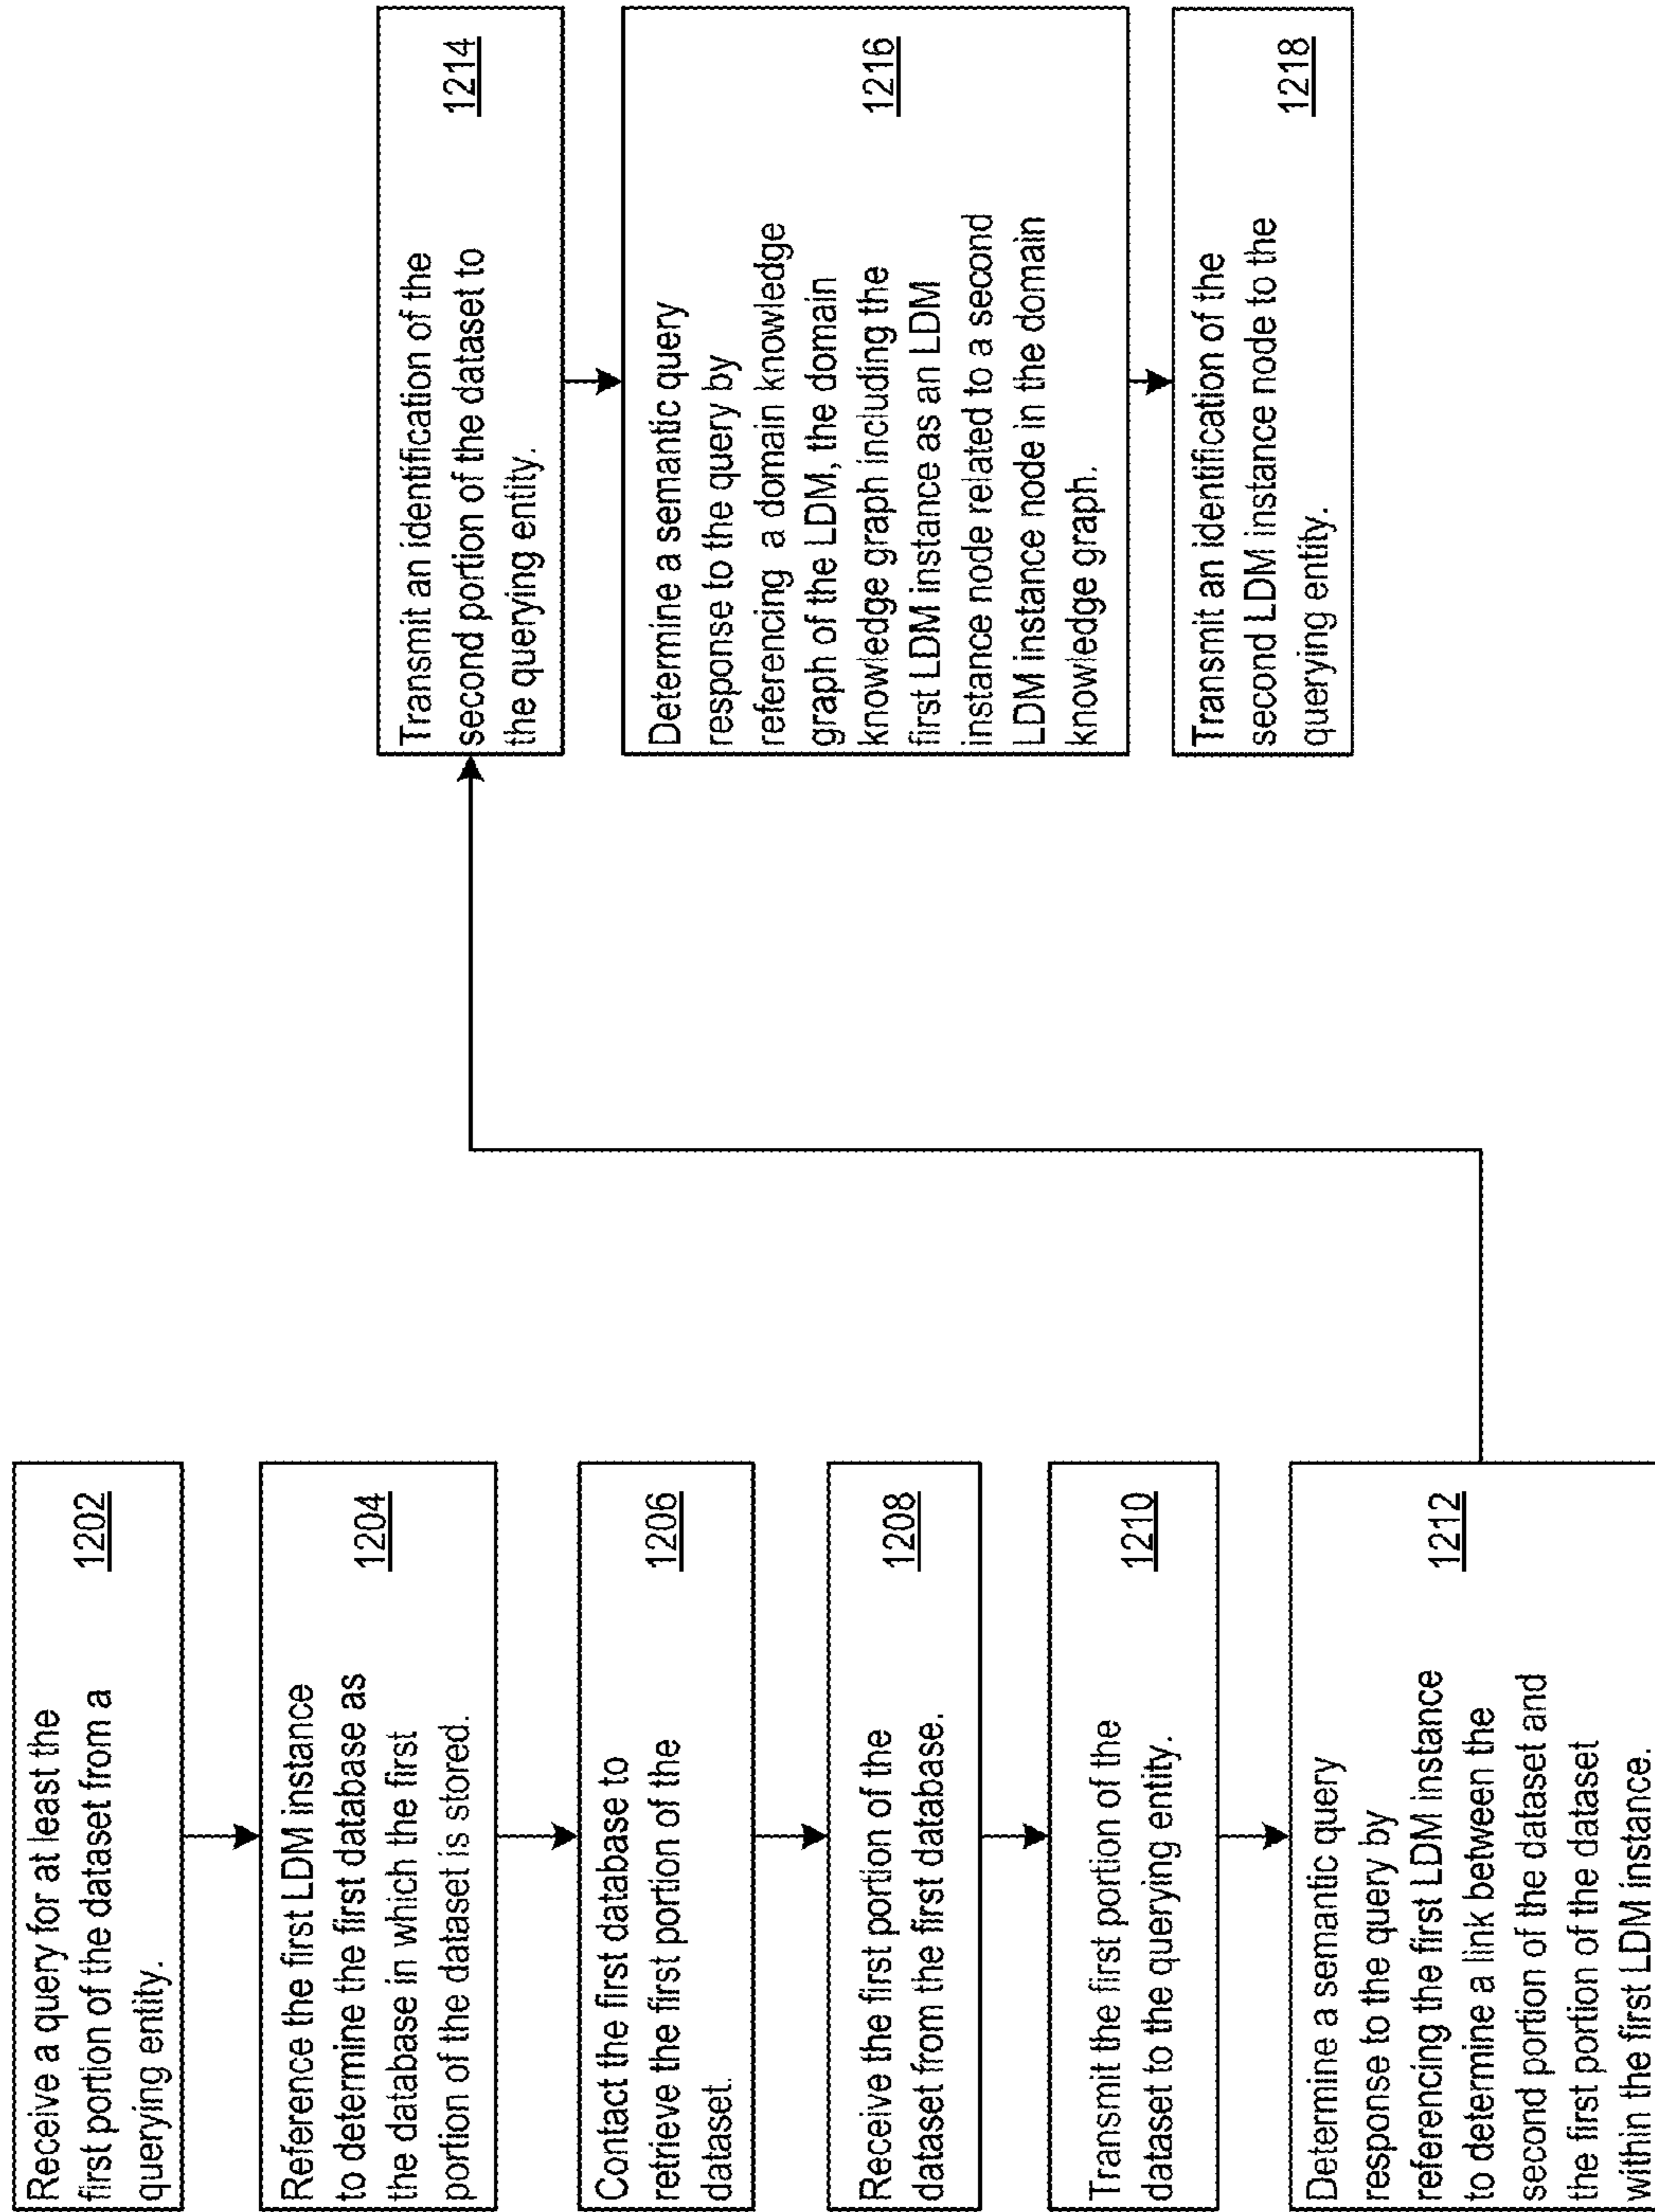 Receive a query for at least the
first portion of the dataset from a
querying entity.
1202
Reference the first LDM instance
to determine the first database as
the database in which the first
portion of the dataset is stored.
1204
Contact the first database to
retrieve the first portion of the
dataset.
1206
Receive the first portion of the
dataset from the first database.
1208
Transmit the first portion of the
dataset to the querying entity.
1210
Determine a semantic query
response to the query by
referencing the first LDM instance
to determine a link between the
second portion of the dataset and
the first portion of the dataset
within the first LDM instance.
1212
Transmit an identification of the
second portion of the dataset to
the querying entity.
1214
Determine a semantic query
response to the query by
referencing a domain knowledge
graph of the LDM, the domain
knowledge graph including the
first LDM instance as an LDM
instance node related to a second
LDM instance node in the domain
knowledge graph.
1216
Transmit an identification of the
second LDM instance node to the
querying entity.
1218